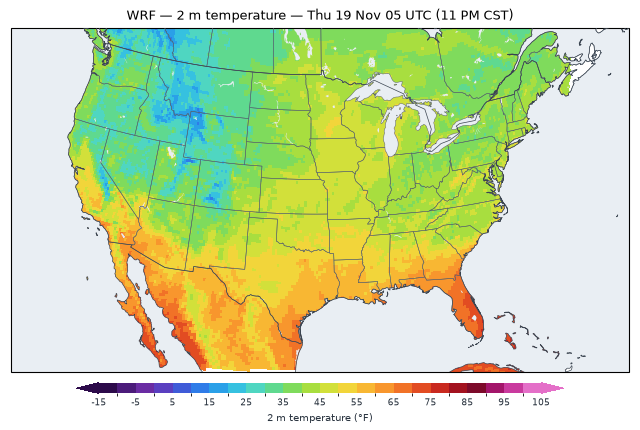 WRF — 2 m temperature — Thu 19 Nov 05 UTC (11 PM CST)
-15 -5 5 15 25 35 45 55 65 75 85 95 105
2 m temperature (°F)